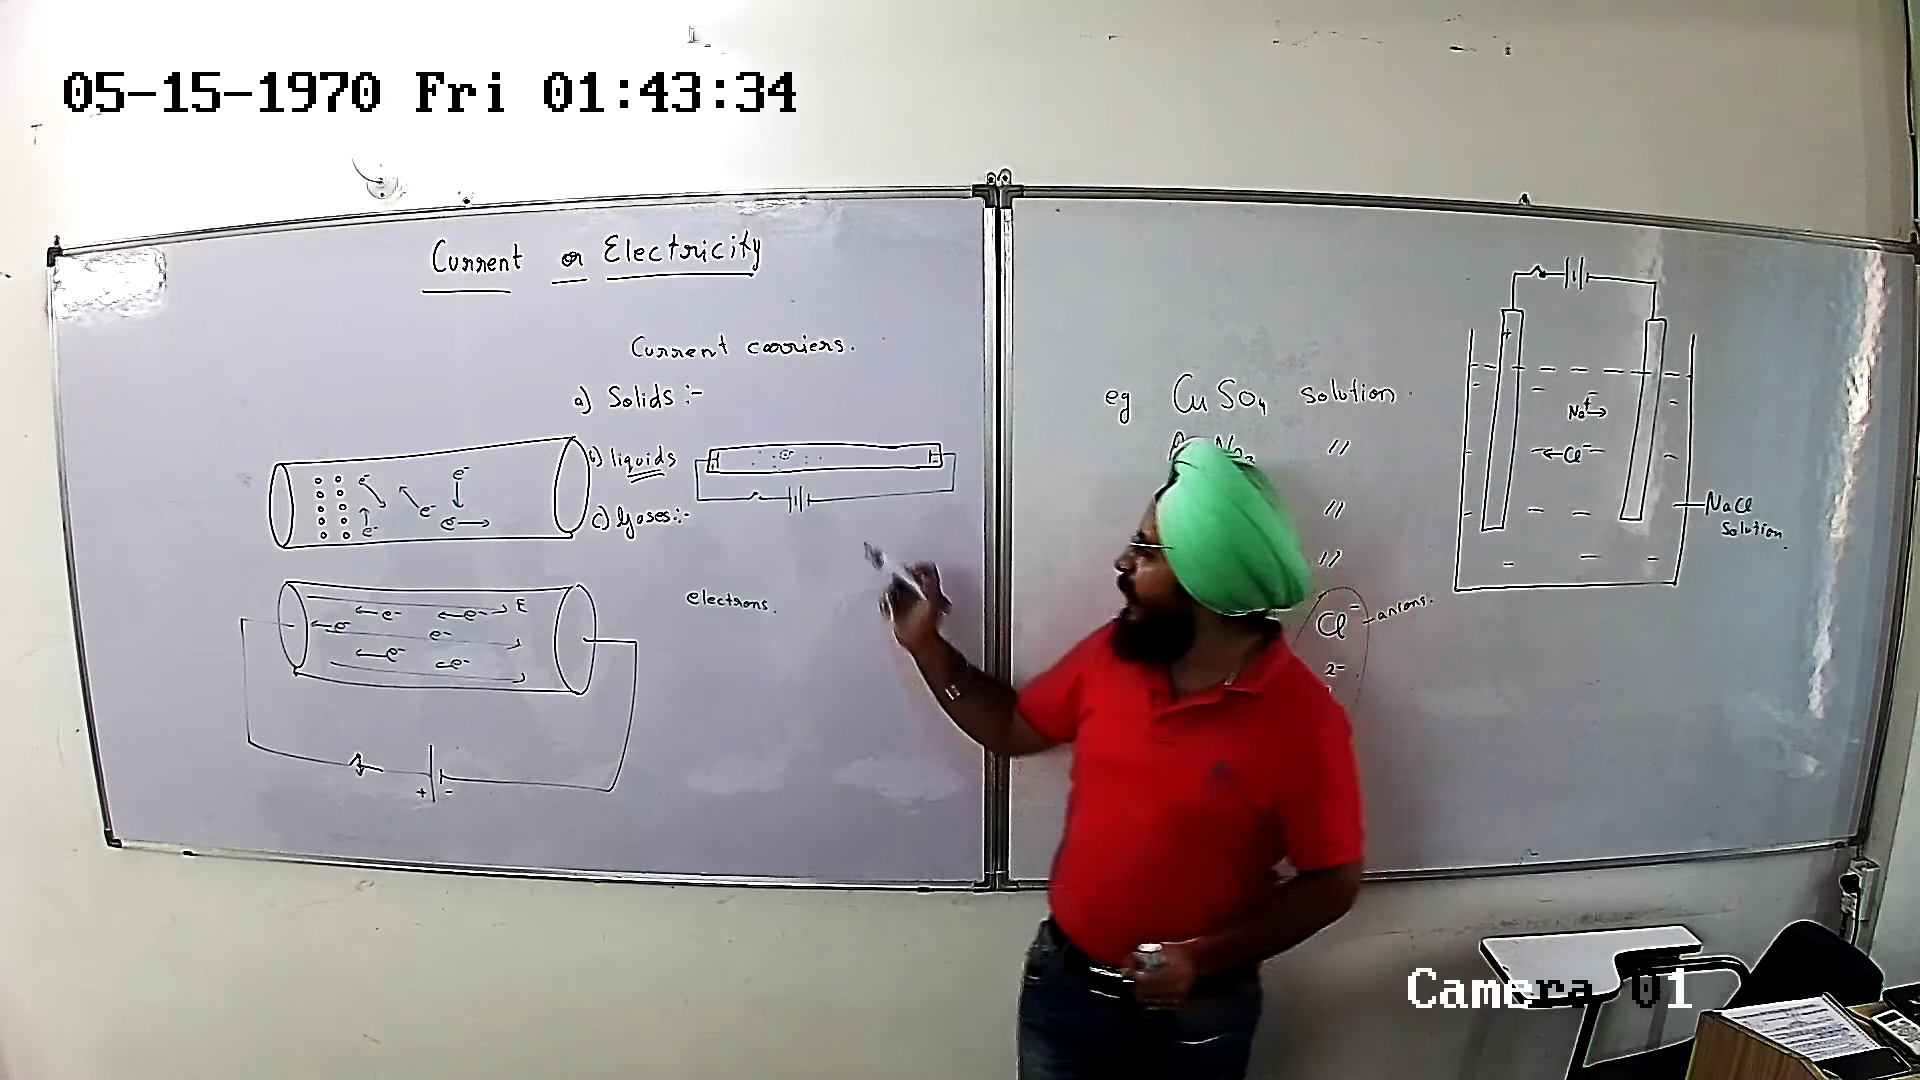 05-15-1970 Fri 01:43:34
Current or Electricity
Current carriers.
a) Solids :-
b) liquids
c) Gases:-
e⁻ e⁻ e⁻ e⁻ e⁻
electrons.
E
e⁻ e⁻
e⁻ e⁻
e⁻ e⁻
+ -
eg CuSO₄ solution.
"
"
"
Cl⁻ anions.
2-
+
Na⁺
Cl⁻
NaCl
Solution.
Camera 01